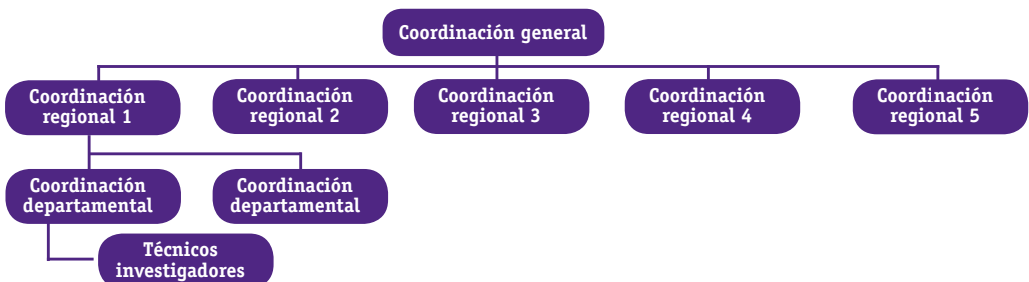 Coordinación general
Coordinación
regional 1
Coordinación
regional 2
Coordinación
regional 3
Coordinación
regional 4
Coordinación
regional 5
Coordinación
departamental
Coordinación
departamental
Técnicos
investigadores